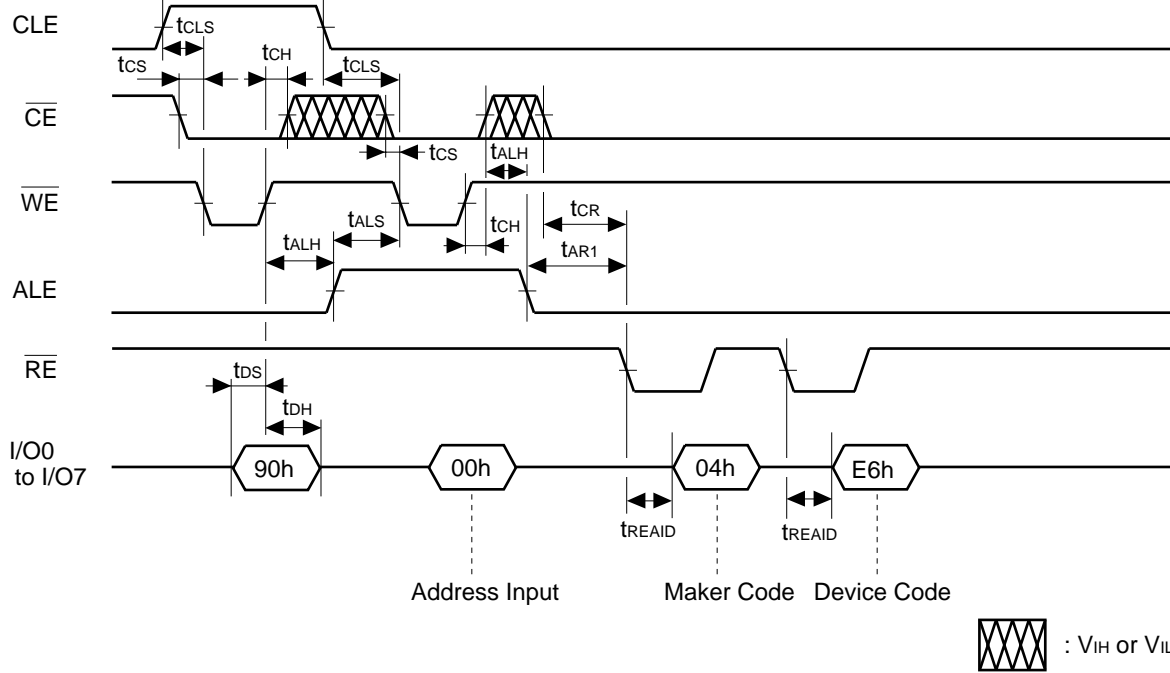 CLE
tCLS
tCH
tCLS
tCS
CE
tCS
tALH
WE
tALS
tCH
tCR
tALH
tAR1
ALE
RE
tDS
tDH
I/O0
to I/O7
90h
00h
04h
E6h
tREAID
tREAID
Address Input
Maker Code
Device Code
: VIH or VIL